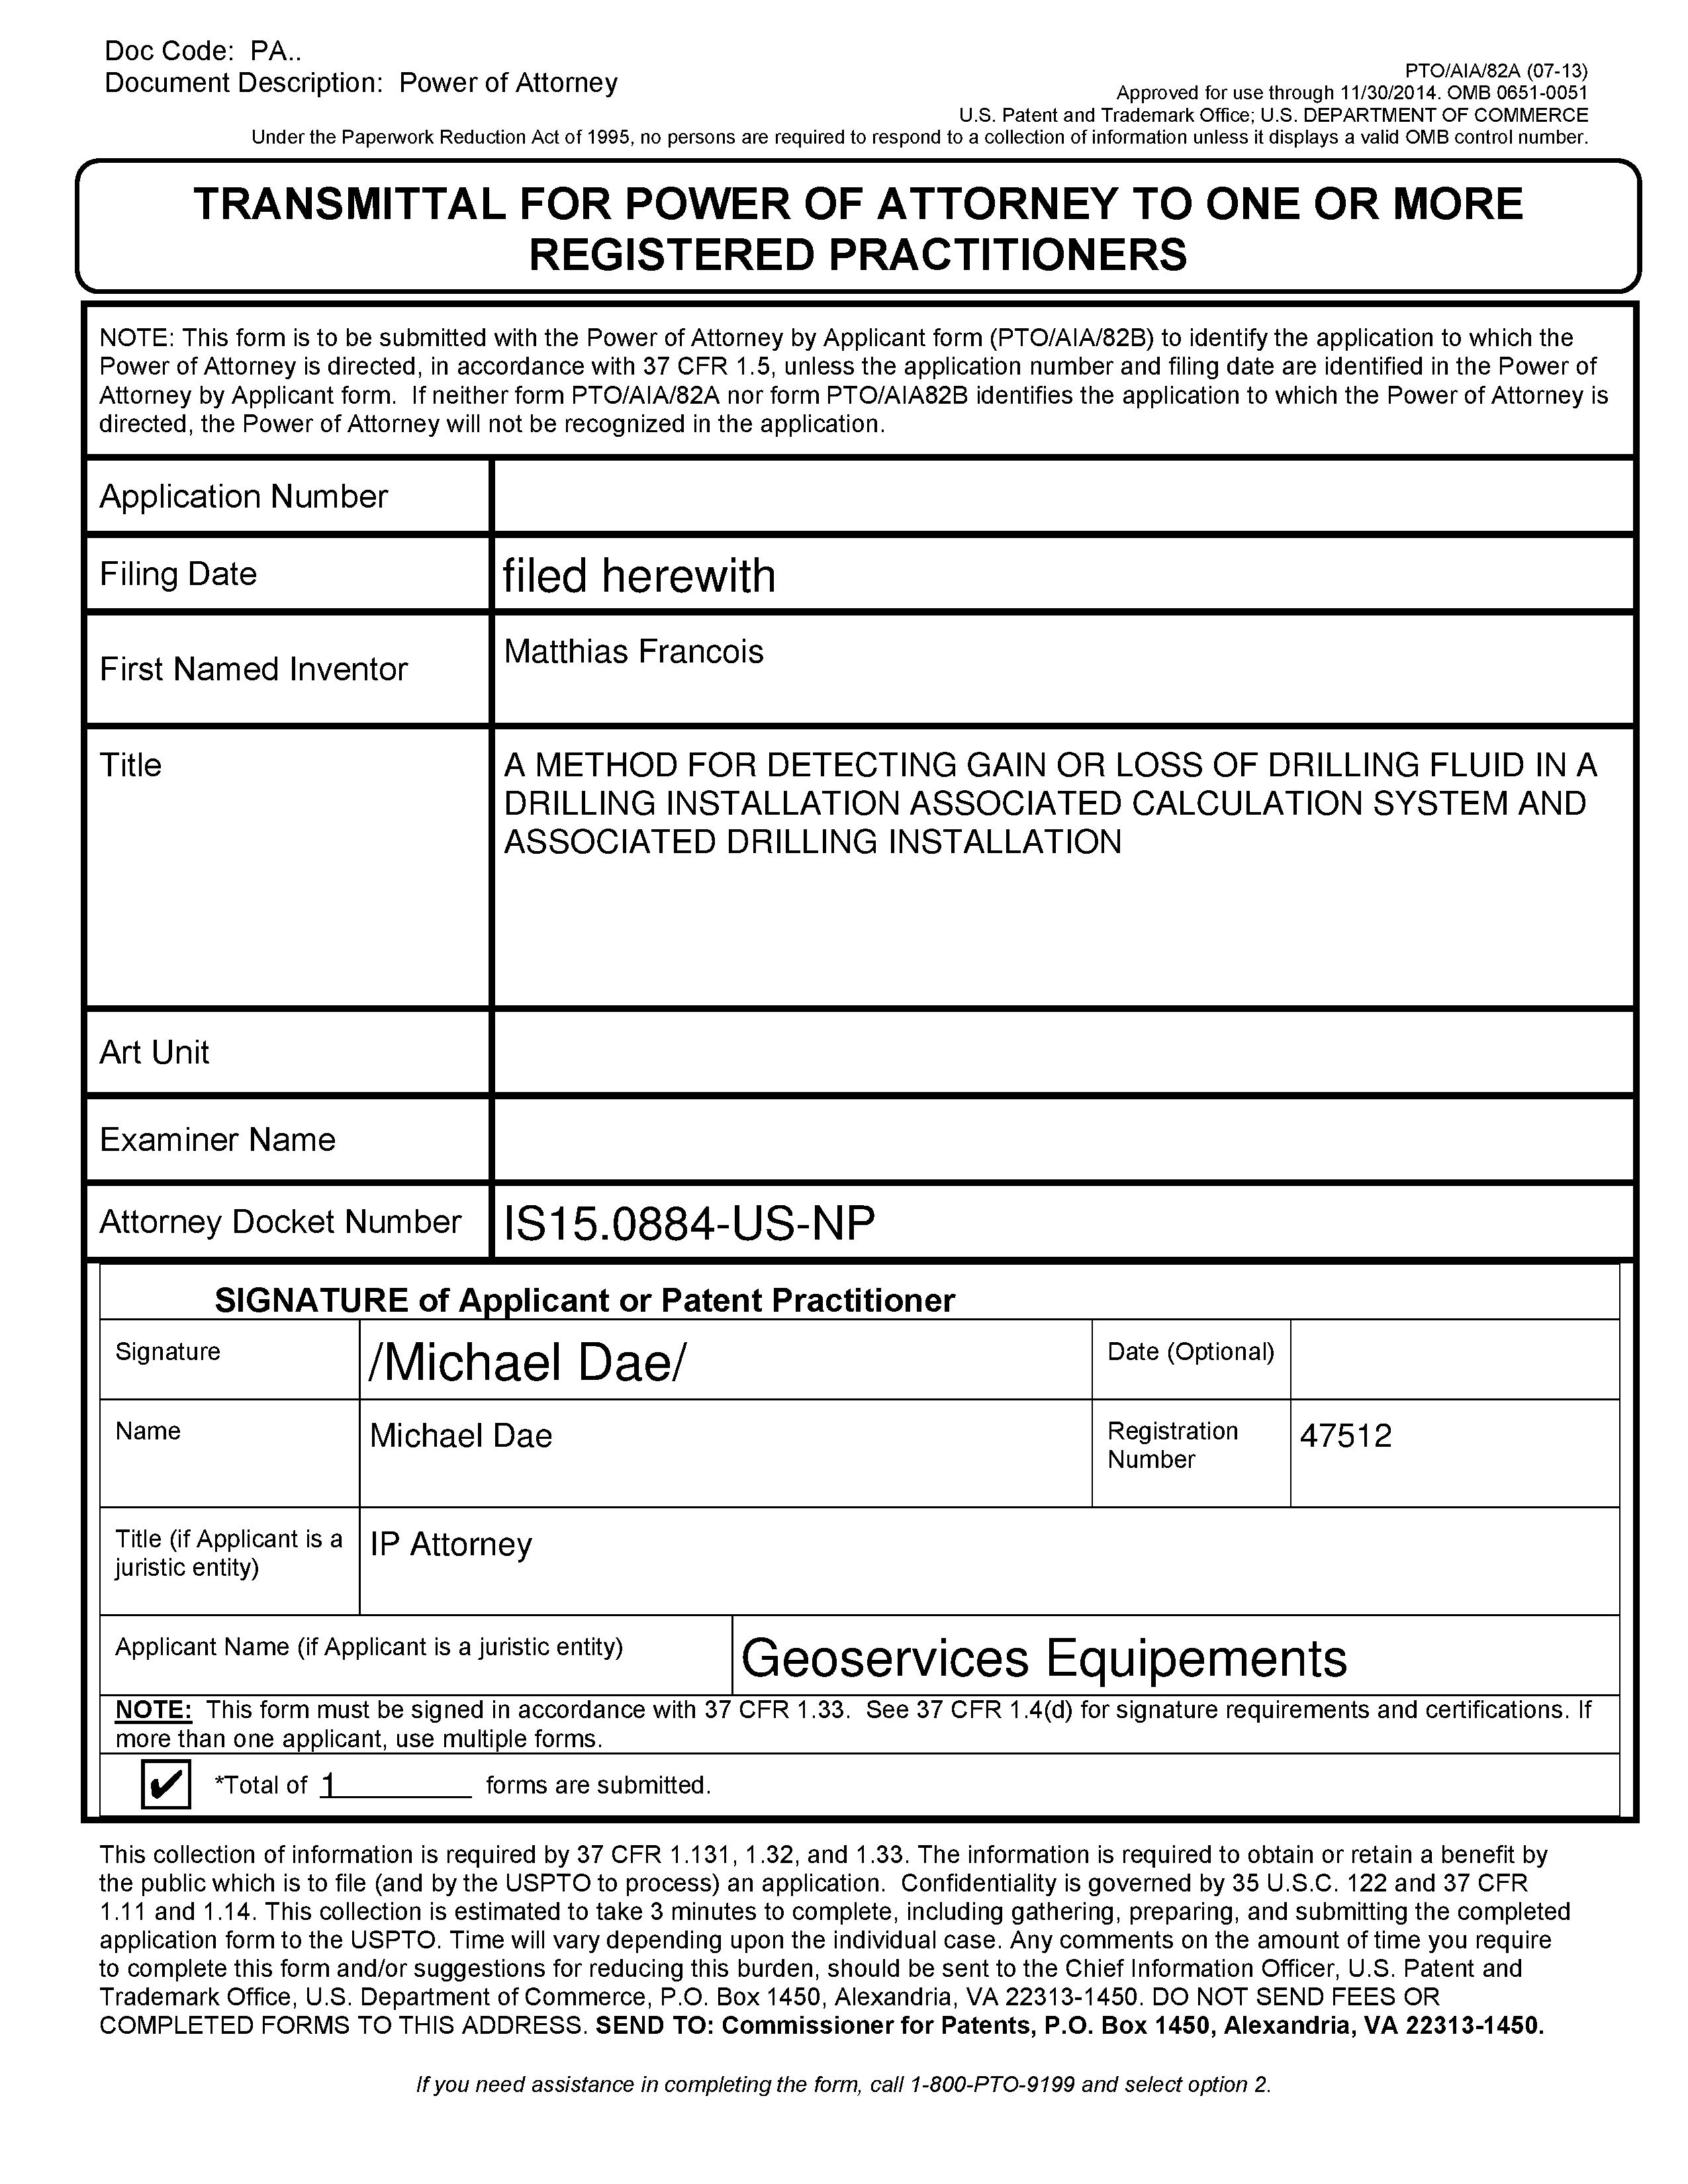 Doc Code: PA..
Document Description: Power of Attorney
PTO/AIA/82A (07-13)
Approved for use through 11/30/2014. OMB 0651-0051
U.S. Patent and Trademark Office; U.S. DEPARTMENT OF COMMERCE
Under the Paperwork Reduction Act of 1995, no persons are required to respond to a collection of information unless it displays a valid OMB control number.
TRANSMITTAL FOR POWER OF ATTORNEY TO ONE OR MORE
REGISTERED PRACTITIONERS
NOTE: This form is to be submitted with the Power of Attorney by Applicant form (PTO/AIA/82B) to identify the application to which the
Power of Attorney is directed, in accordance with 37 CFR 1.5, unless the application number and filing date are identified in the Power of
Attorney by Applicant form. If neither form PTO/AIA/82A nor form PTO/AIA82B identifies the application to which the Power of Attorney is
directed, the Power of Attorney will not be recognized in the application.
Application Number
Filing Date
filed herewith
First Named Inventor
Matthias Francois
Title
A METHOD FOR DETECTING GAIN OR LOSS OF DRILLING FLUID IN A
DRILLING INSTALLATION ASSOCIATED CALCULATION SYSTEM AND
ASSOCIATED DRILLING INSTALLATION
Art Unit
Examiner Name
Attorney Docket Number
IS15.0884-US-NP
SIGNATURE of Applicant or Patent Practitioner
Signature
/Michael Dae/
Date (Optional)
Name
Michael Dae
Registration
Number
47512
Title (if Applicant is a
juristic entity)
IP Attorney
Applicant Name (if Applicant is a juristic entity)
Geoservices Equipements
NOTE: This form must be signed in accordance with 37 CFR 1.33. See 37 CFR 1.4(d) for signature requirements and certifications. If
more than one applicant, use multiple forms.
✔ *Total of 1 forms are submitted.
This collection of information is required by 37 CFR 1.131, 1.32, and 1.33. The information is required to obtain or retain a benefit by
the public which is to file (and by the USPTO to process) an application. Confidentiality is governed by 35 U.S.C. 122 and 37 CFR
1.11 and 1.14. This collection is estimated to take 3 minutes to complete, including gathering, preparing, and submitting the completed
application form to the USPTO. Time will vary depending upon the individual case. Any comments on the amount of time you require
to complete this form and/or suggestions for reducing this burden, should be sent to the Chief Information Officer, U.S. Patent and
Trademark Office, U.S. Department of Commerce, P.O. Box 1450, Alexandria, VA 22313-1450. DO NOT SEND FEES OR
COMPLETED FORMS TO THIS ADDRESS. SEND TO: Commissioner for Patents, P.O. Box 1450, Alexandria, VA 22313-1450.
If you need assistance in completing the form, call 1-800-PTO-9199 and select option 2.